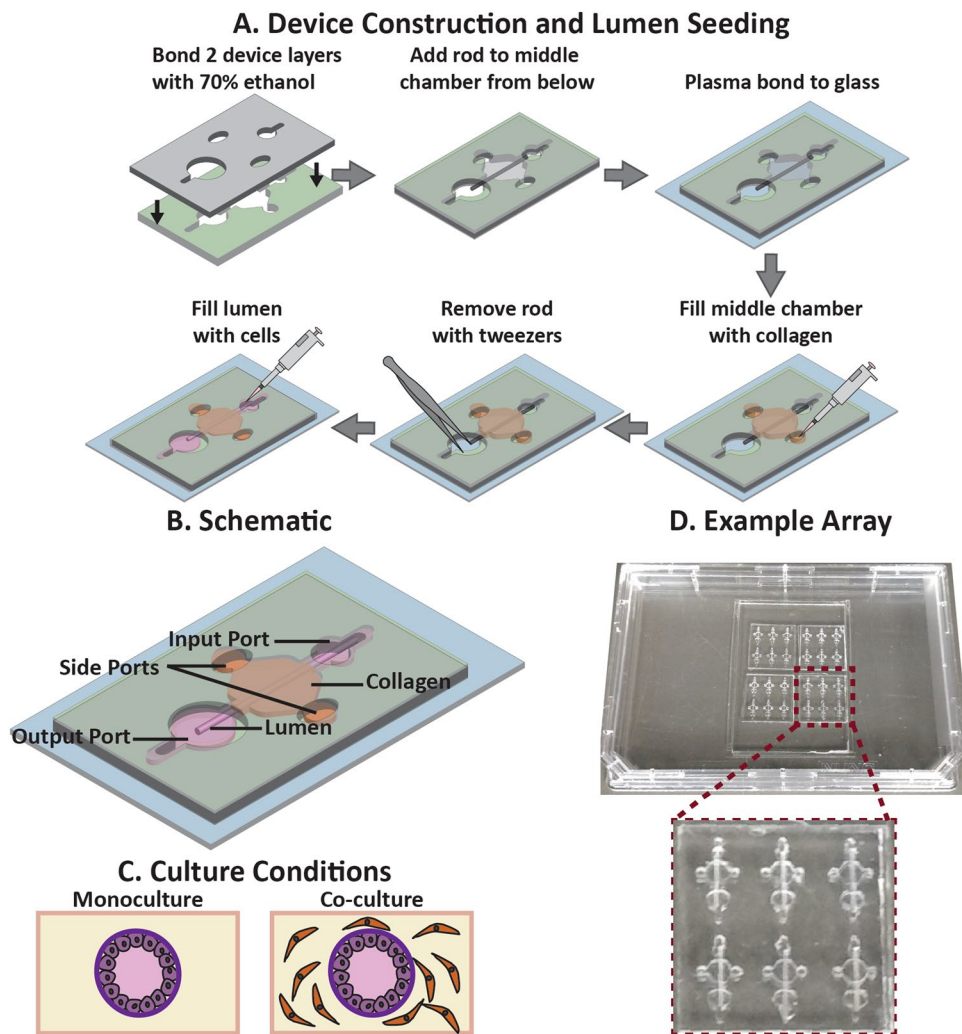 A. Device Construction and Lumen Seeding
Bond 2 device layers
with 70% ethanol
Add rod to middle
chamber from below
Plasma bond to glass
Fill lumen
with cells
Remove rod
with tweezers
Fill middle chamber
with collagen
B. Schematic
Input Port
Side Ports
Collagen
Lumen
Output Port
C. Culture Conditions
Monoculture
Co-culture
D. Example Array